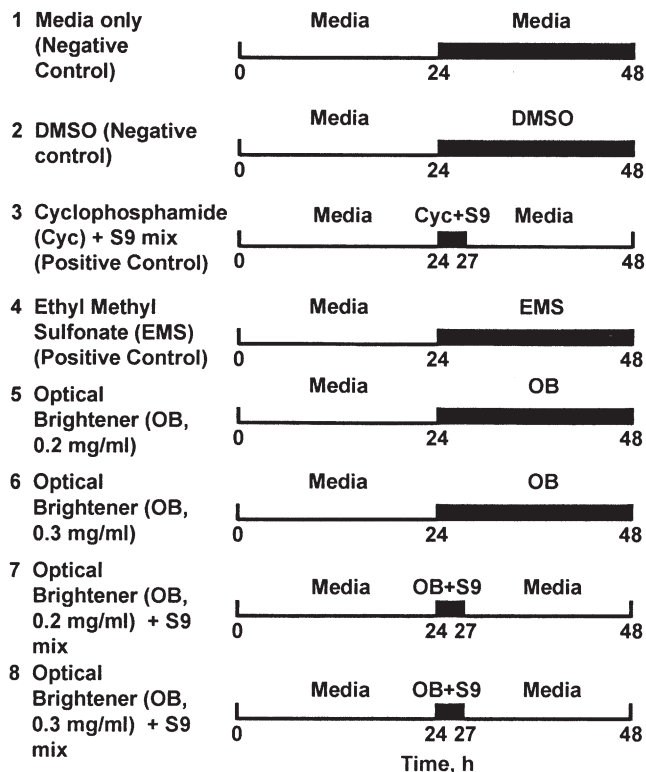 1 Media only
(Negative
Control)
Media
Media
0
24
48
2 DMSO (Negative
control)
Media
DMSO
0
24
48
3 Cyclophosphamide
(Cyc) + S9 mix
(Positive Control)
Media
Cyc+S9
Media
0
24 27
48
4 Ethyl Methyl
Sulfonate (EMS)
(Positive Control)
Media
EMS
0
24
48
5 Optical
Brightener (OB,
0.2 mg/ml)
Media
OB
0
24
48
6 Optical
Brightener (OB,
0.3 mg/ml)
Media
OB
0
24
48
7 Optical
Brightener (OB,
0.2 mg/ml) + S9
mix
Media
OB+S9
Media
0
24 27
48
8 Optical
Brightener (OB,
0.3 mg/ml) + S9
mix
Media
OB+S9
Media
0
24 27
48
Time, h